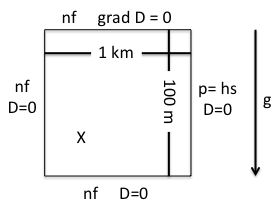 nf grad D = 0
1 km
nf
D=0
100 m
p= hs
D=0
g
X
nf D=0